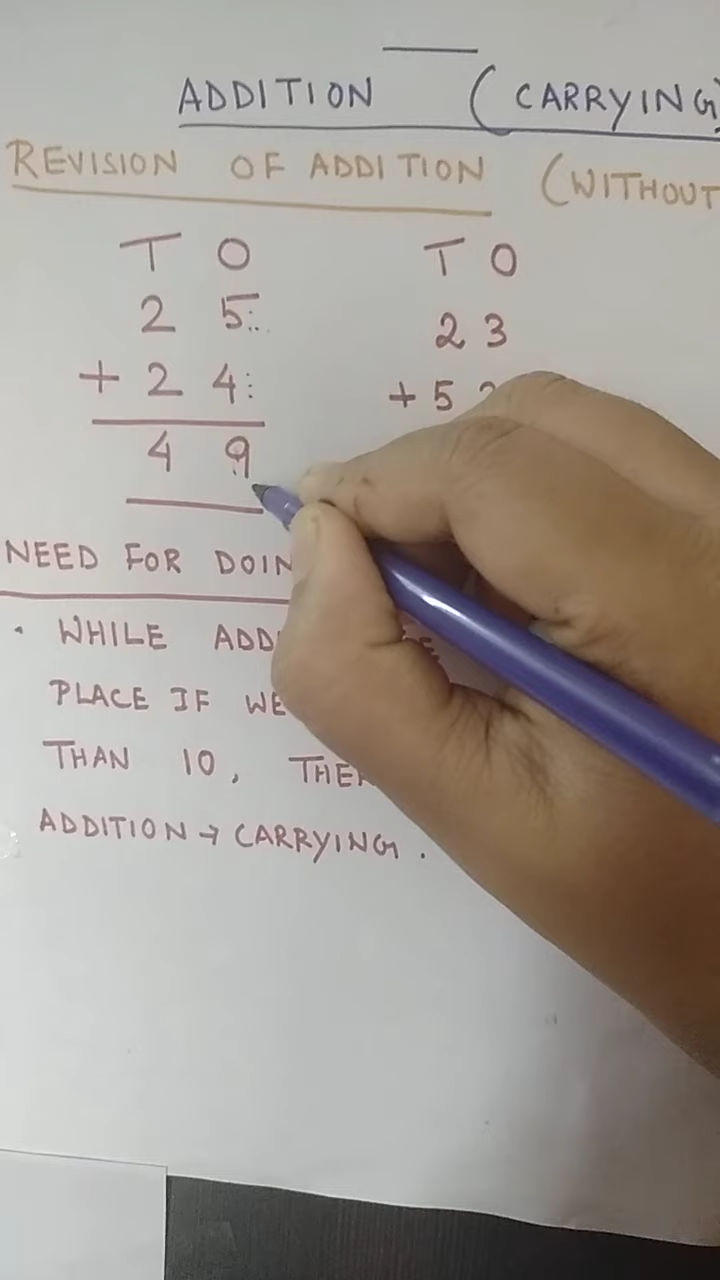 ADDITION (CARRYING)
REVISION OF ADDITION (WITHOUT
T O
2 5
+ 2 4
4 9
T O
2 3
+ 5
NEED FOR DOIN
• WHILE ADD
PLACE IF WE
THAN 10, THE
ADDITION → CARRYING.